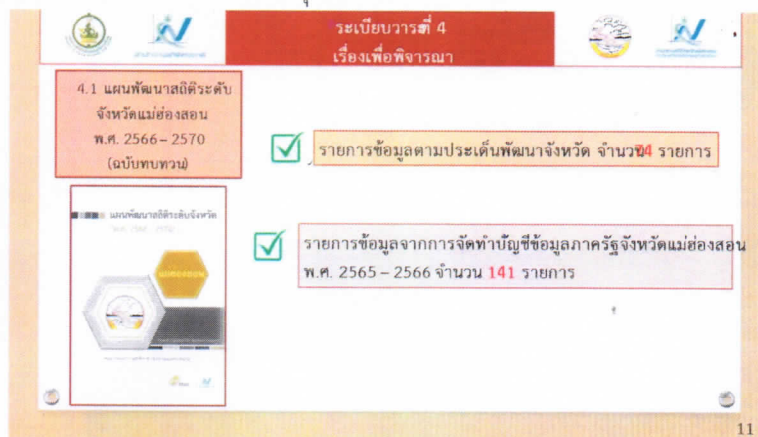 ระเบียบวาระที่ 4
เรื่องเพื่อพิจารณา
4.1 แผนพัฒนาสถิติระดับ
จังหวัดแม่ฮ่องสอน
พ.ศ. 2566 – 2570
(ฉบับทบทวน)
รายการข้อมูลตามประเด็นพัฒนาจังหวัด จำนวน 74 รายการ
แผนพัฒนาสถิติระดับจังหวัด
แม่ฮ่องสอน
รายการข้อมูลจากการจัดทำบัญชีข้อมูลภาครัฐจังหวัดแม่ฮ่องสอน
พ.ศ. 2565 – 2566 จำนวน 141 รายการ
11